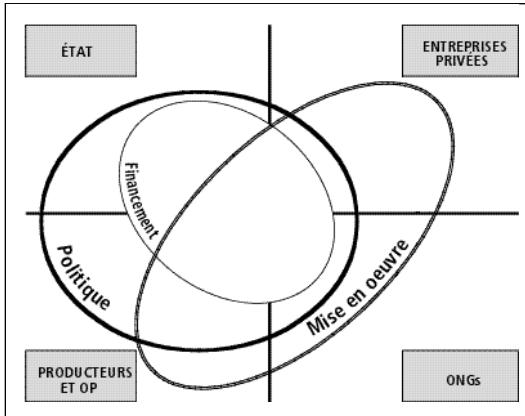 ÉTAT
ENTREPRISES
PRIVÉES
Financement
Politique
Mise en oeuvre
PRODUCTEURS
ET OP
ONGs